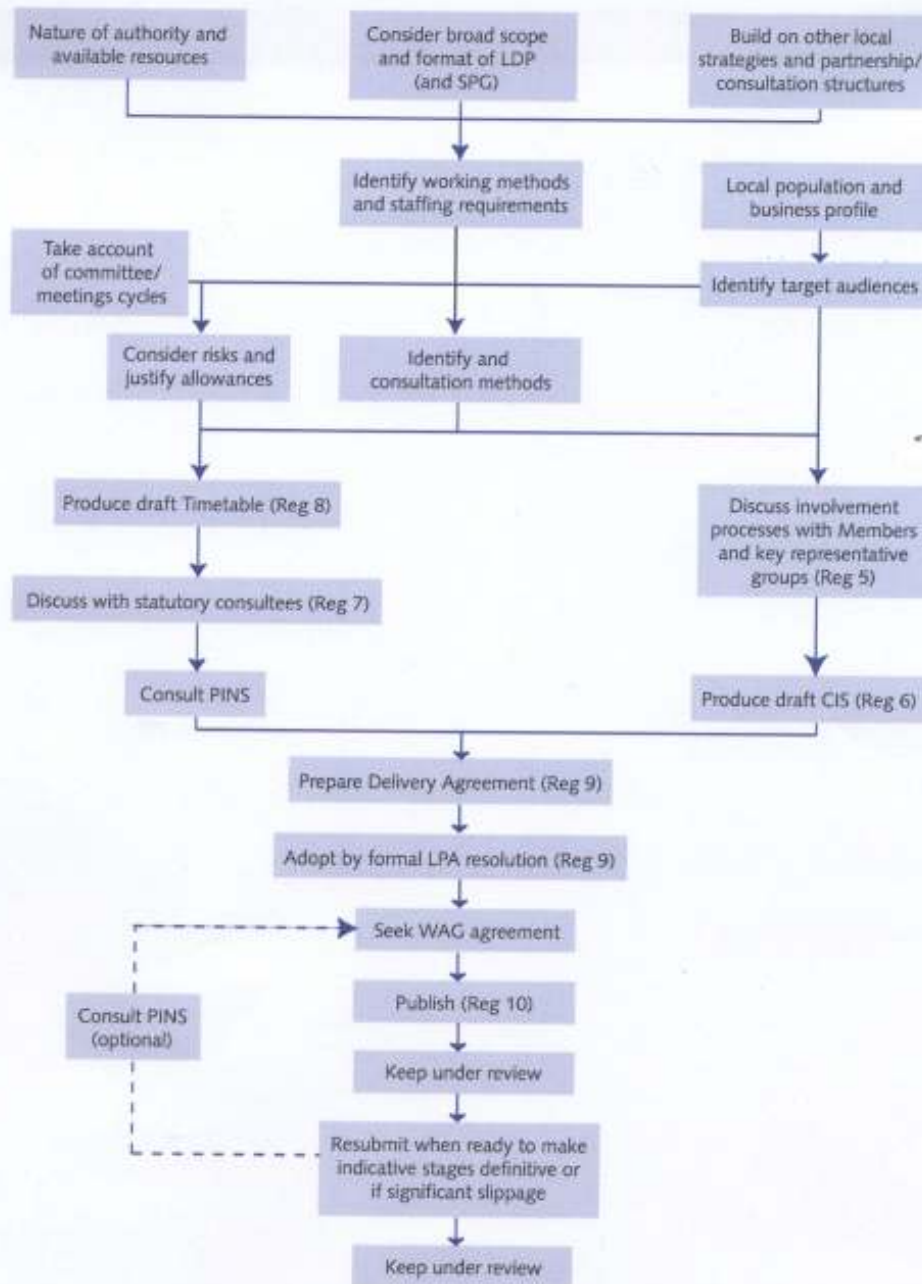 Nature of authority and
available resources
Consider broad scope
and format of LDP
(and SPG)
Build on other local
strategies and partnership/
consultation structures
Identify working methods
and staffing requirements
Local population and
business profile
Take account
of committee/
meetings cycles
Identify target audiences
Consider risks and
justify allowances
Identify and
consultation methods
Produce draft Timetable (Reg 8)
Discuss involvement
processes with Members
and key representative
groups (Reg 5)
Discuss with statutory consultees (Reg 7)
Consult PINS
Produce draft CIS (Reg 6)
Prepare Delivery Agreement (Reg 9)
Adopt by formal LPA resolution (Reg 9)
Seek WAG agreement
Publish (Reg 10)
Consult PINS
(optional)
Keep under review
Resubmit when ready to make
indicative stages definitive or
if significant slippage
Keep under review